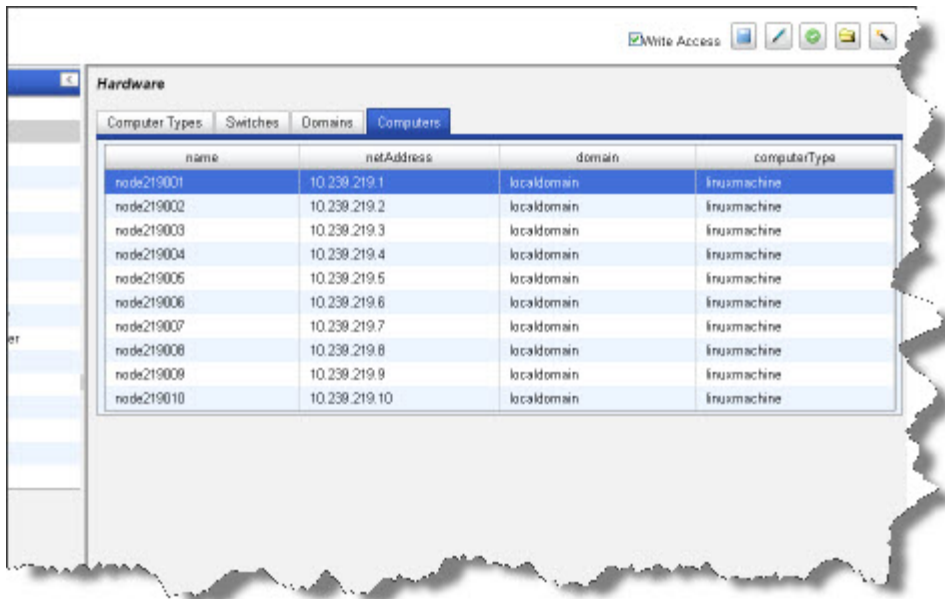 Write Access
Hardware
Computer Types Switches Domains Computers
name netAddress domain computerType
node219001 10.239.219.1 localdomain linuxmachine
node219002 10.239.219.2 localdomain linuxmachine
node219003 10.239.219.3 localdomain linuxmachine
node219004 10.239.219.4 localdomain linuxmachine
node219005 10.239.219.5 localdomain linuxmachine
node219006 10.239.219.6 localdomain linuxmachine
er node219007 10.239.219.7 localdomain linuxmachine
node219008 10.239.219.8 localdomain linuxmachine
node219009 10.239.219.9 localdomain linuxmachine
node219010 10.239.219.10 localdomain linuxmachine